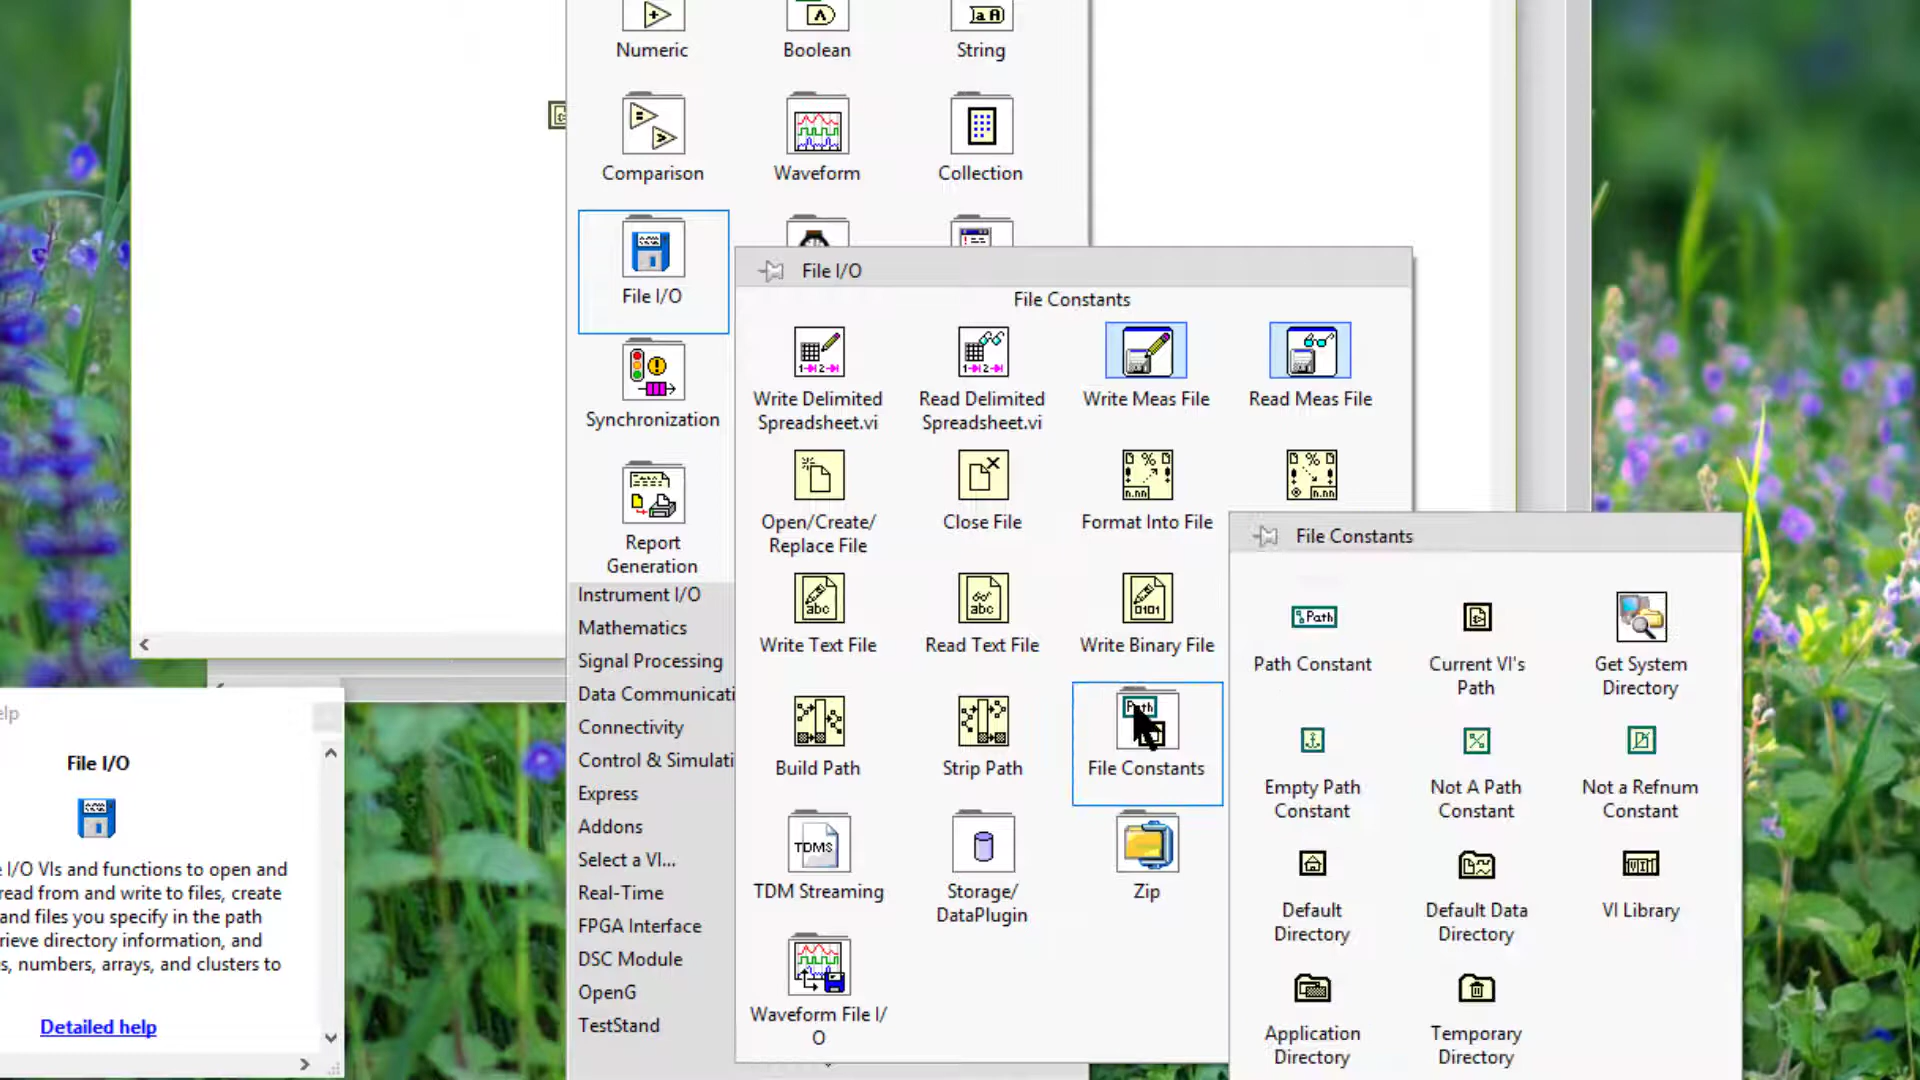 Numeric
Boolean
String
Comparison
Waveform
Collection
File I/O
Synchronization
Report
Generation
Instrument I/O
Mathematics
Signal Processing
Data Communicati
Connectivity
Control & Simulati
Express
Addons
Select a VI...
Real-Time
FPGA Interface
DSC Module
OpenG
TestStand
File I/O
File Constants
Write Delimited
Spreadsheet.vi
Read Delimited
Spreadsheet.vi
Write Meas File
Read Meas File
Open/Create/
Replace File
Close File
Format Into File
Write Text File
Read Text File
Write Binary File
Build Path
Strip Path
File Constants
TDMS
TDM Streaming
Storage/
DataPlugin
Zip
Waveform File I/
O
File Constants
Path
Path Constant
Current VI's
Path
Get System
Directory
Empty Path
Constant
Not A Path
Constant
Not a Refnum
Constant
Default
Directory
Default Data
Directory
VI Library
Application
Directory
Temporary
Directory
elp
File I/O
e I/O VIs and functions to open and
read from and write to files, create
and files you specify in the path
rieve directory information, and
s, numbers, arrays, and clusters to
Detailed help